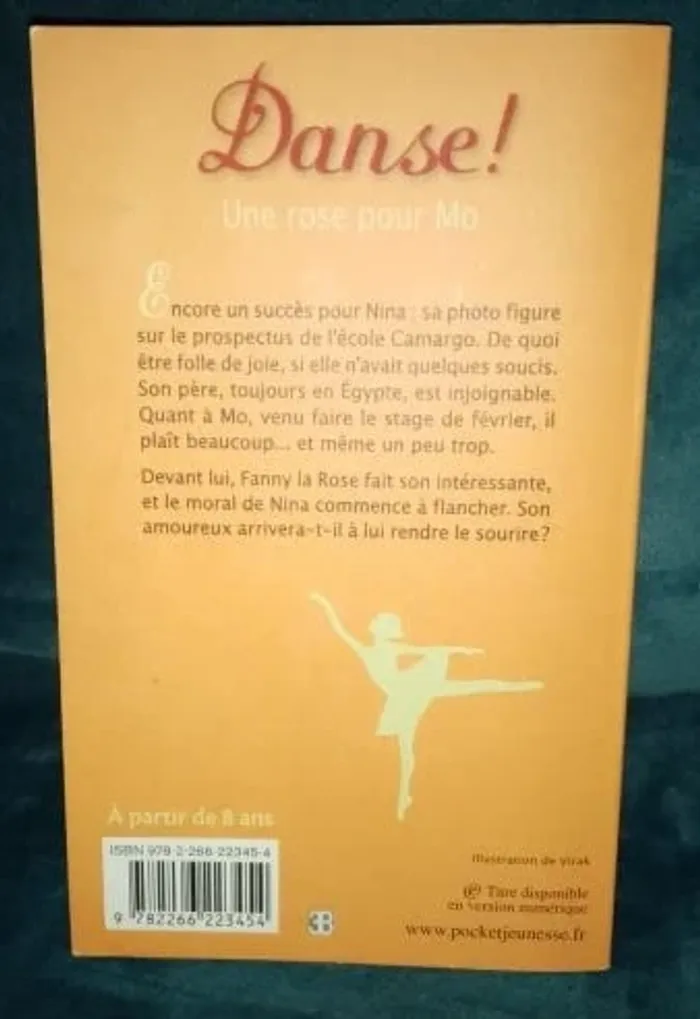 Danse!
Une rose pour Mo
Encore un succès pour Nina : sa photo figure
sur le prospectus de l'école Camargo. De quoi
être folle de joie, si elle n'avait quelques soucis.
Son père, toujours en Égypte, est injoignable.
Quant à Mo, venu faire le stage de février, il
plaît beaucoup... et même un peu trop.
Devant lui, Fanny la Rose fait son intéressante,
et le moral de Nina commence à flancher. Son
amoureux arrivera-t-il à lui rendre le sourire?
À partir de 8 ans
ISBN 978-2-266-22345-4
9 782266 223454
Illustration de Virak
Titre disponible
en version numérique
www.pocketjeunesse.fr